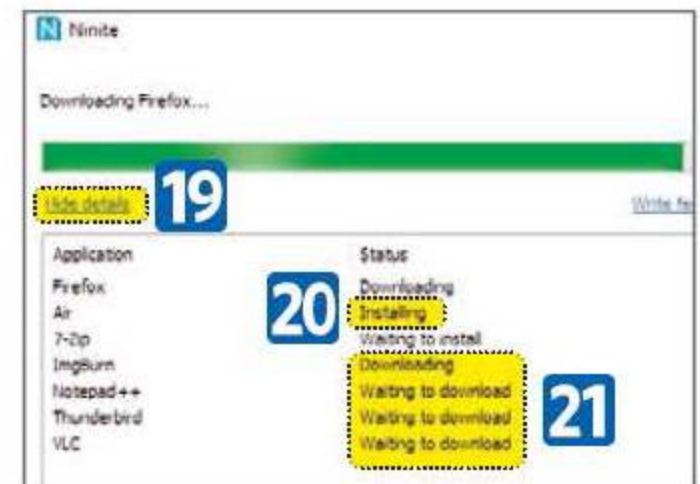 Ninite
Downloading Firefox...
Hide details 19
Write
Application Status
Firefox Downloading
Air 20 Installing
7-Zip Waiting to install
ImgBurn Downloading
Notepad++ Waiting to download
21
Thunderbird Waiting to download
VLC Waiting to download